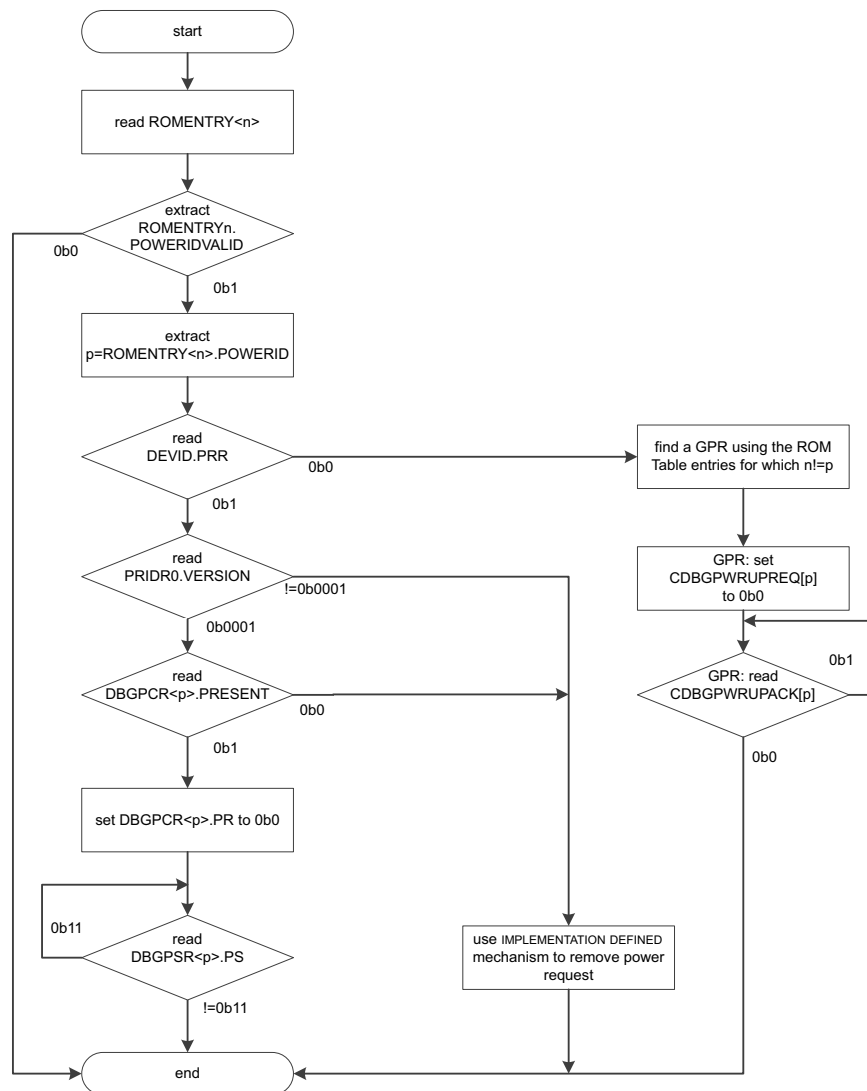 start
read ROMENTRY<n>
extract
ROMENTRYn.
POWERIDVALID
0b0
0b1
extract
p=ROMENTRY<n>.POWERID
read
DEVID.PRR
0b0
0b1
find a GPR using the ROM
Table entries for which n!=p
read
PRIDR0.VERSION
!=0b0001
0b0001
GPR: set
CDBGPWRUPREQ[p]
to 0b0
read
DBGPCR<p>.PRESENT
0b0
0b1
GPR: read
CDBGPWRUPACK[p]
0b1
0b0
set DBGPCR<p>.PR to 0b0
0b11
read
DBGPSR<p>.PS
!=0b11
use IMPLEMENTATION DEFINED
mechanism to remove power
request
end